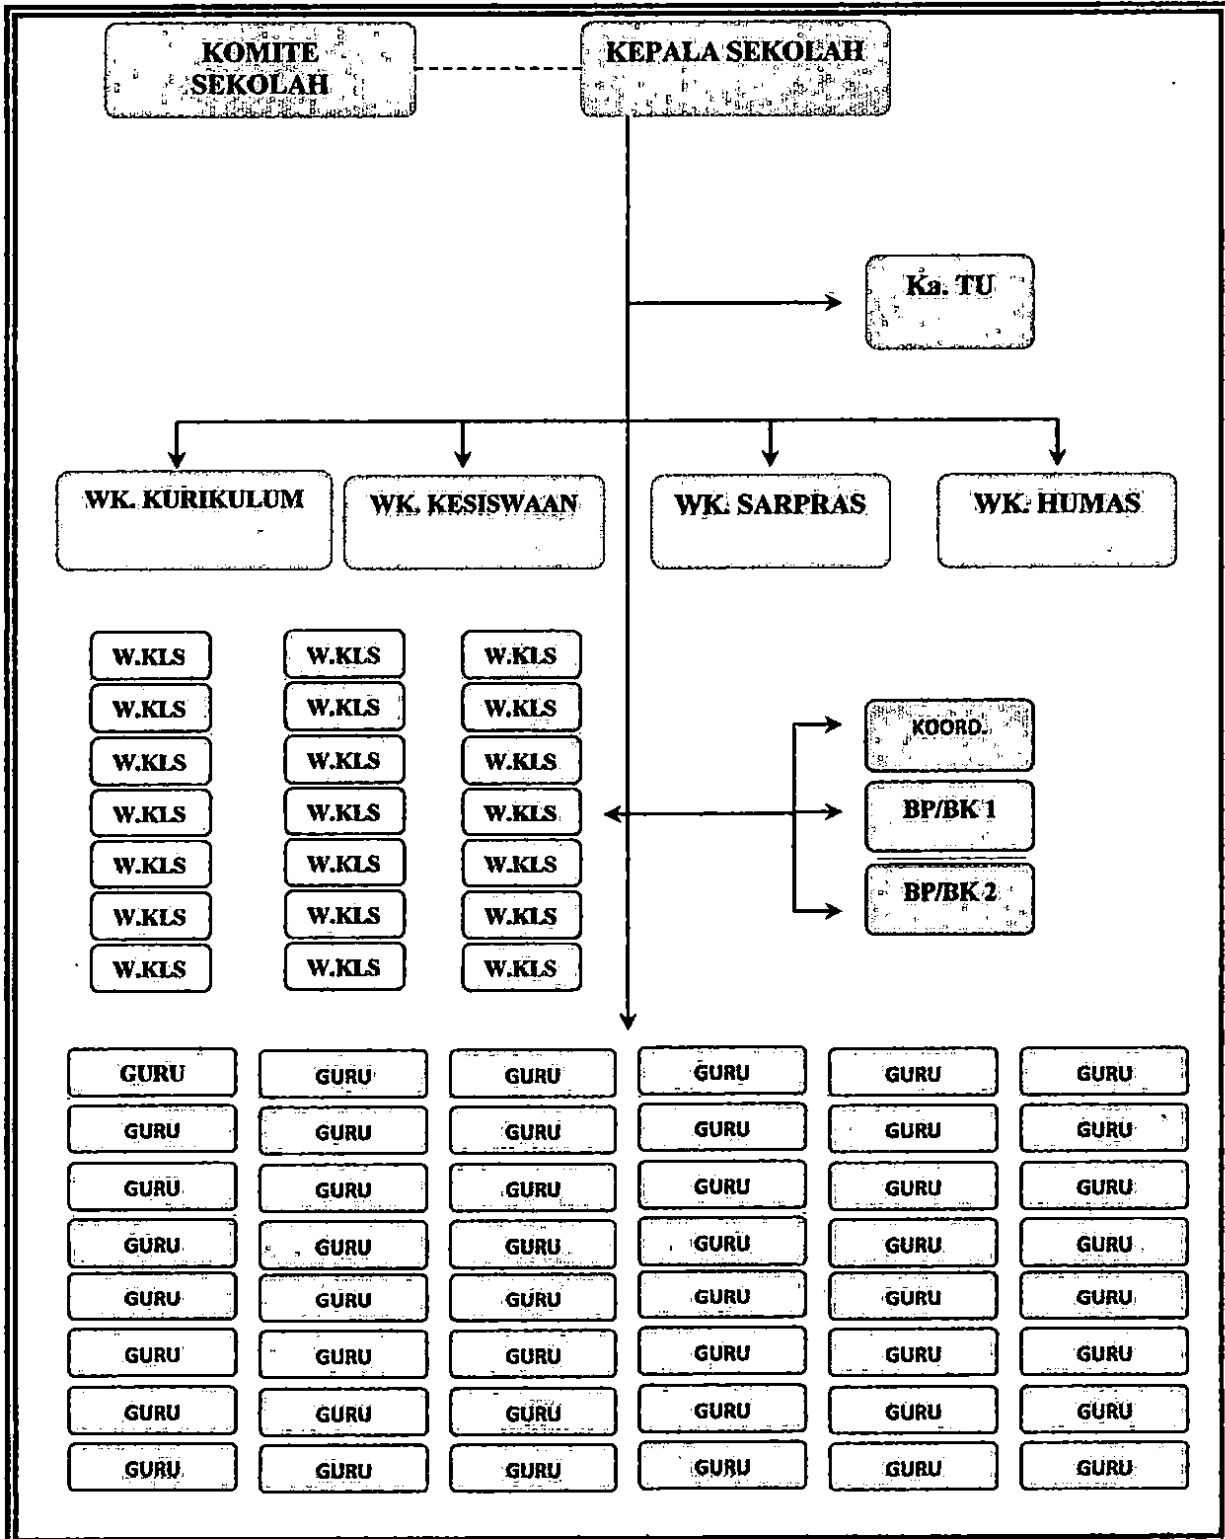 KOMITE
SEKOLAH
KEPALA SEKOLAH
Ka. TU
WK. KURIKULUM
WK. KESISWAAN
WK. SARPRAS
WK. HUMAS
W.KLS W.KLS W.KLS
W.KLS W.KLS W.KLS
W.KLS W.KLS W.KLS
W.KLS W.KLS W.KLS
W.KLS W.KLS W.KLS
W.KLS W.KLS W.KLS
W.KLS W.KLS W.KLS
KOORD.
BP/BK 1
BP/BK 2
GURU GURU GURU GURU GURU GURU
GURU GURU GURU GURU GURU GURU
GURU GURU GURU GURU GURU GURU
GURU GURU GURU GURU GURU GURU
GURU GURU GURU GURU GURU GURU
GURU GURU GURU GURU GURU GURU
GURU GURU GURU GURU GURU GURU
GURU GURU GURU GURU GURU GURU